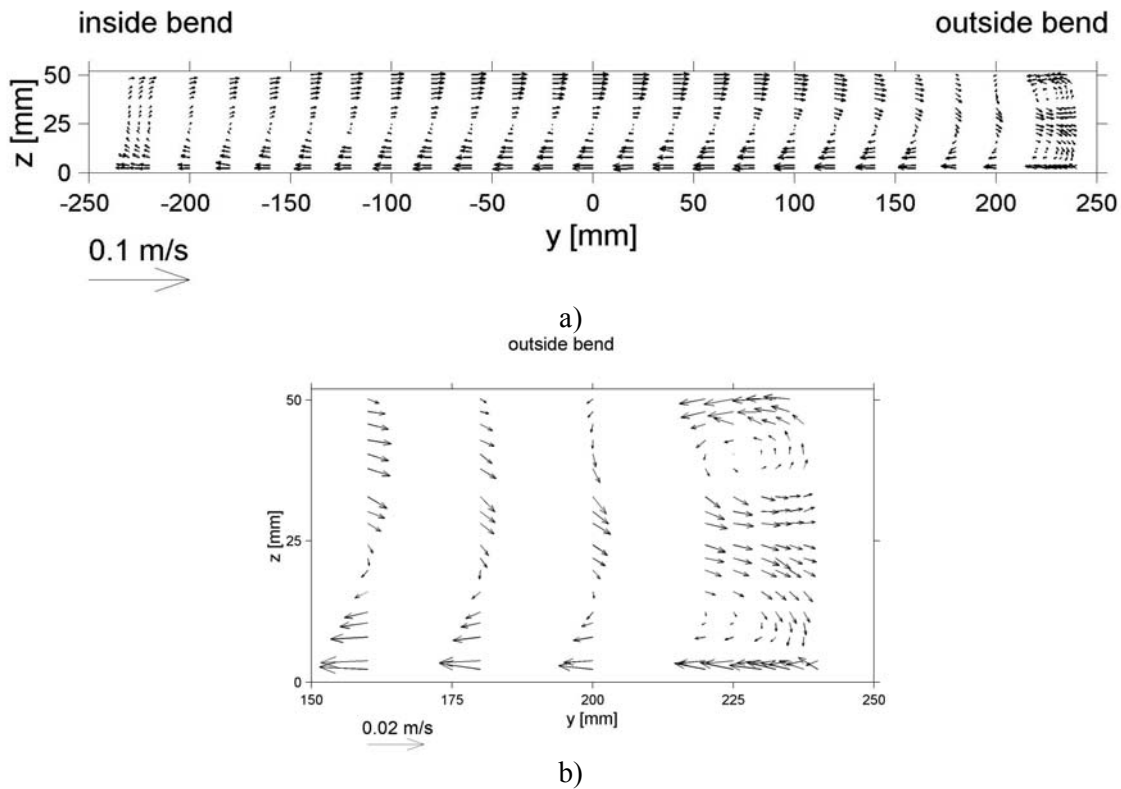 inside bend
outside bend
z [mm]
50
25
0
-250 -200 -150 -100 -50 0 50 100 150 200 250
y [mm]
0.1 m/s
a)
outside bend
z [mm]
50
25
0
150 175 200 225 250
y [mm]
0.02 m/s
b)